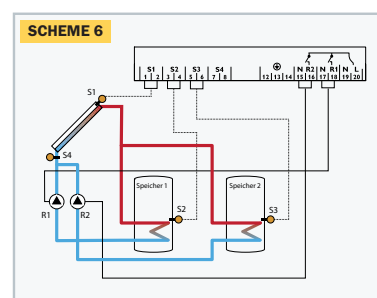 SCHEME 6
S1 S2 S3 S4 N R2 N R1 N L
1 2 3 4 5 6 7 8 12 13 14 15 16 17 18 19 20
S1
S4
Speicher 1 Speicher 2
R1 R2 S2 S3